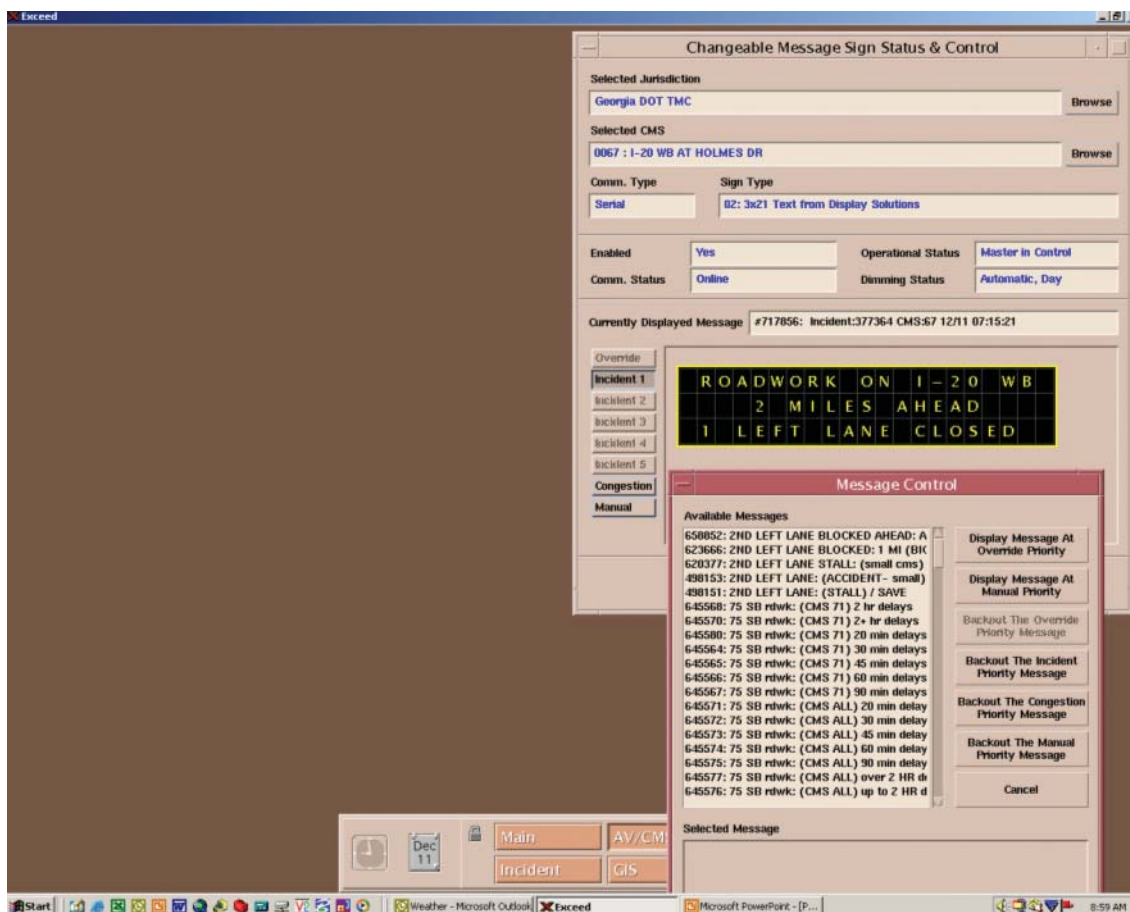 Exceed
Changeable Message Sign Status & Control
Selected Jurisdiction
Georgia DOT TMC
Browse
Selected CMS
0067 : I-20 WB AT HOLMES DR
Browse
Comm. Type
Sign Type
Serial
02: 3x21 Text from Display Solutions
Enabled
Yes
Operational Status
Master in Control
Comm. Status
Online
Dimming Status
Automatic, Day
Currently Displayed Message
#717856: Incident:377364 CMS:67 12/11 07:15:21
Override
Incident 1
Incident 2
Incident 3
Incident 4
Incident 5
Congestion
Manual
ROADWORK ON I-20 WB
2 MILES AHEAD
1 LEFT LANE CLOSED
Message Control
Available Messages
658852: 2ND LEFT LANE BLOCKED AHEAD: A
623666: 2ND LEFT LANE BLOCKED: 1 MI (BIC
620377: 2ND LEFT LANE STALL: (small cms)
498153: 2ND LEFT LANE: (ACCIDENT- small)
498151: 2ND LEFT LANE: (STALL) / SAVE
645568: 75 SB rdwk: (CMS 71) 2 hr delays
645570: 75 SB rdwk: (CMS 71) 2+ hr delays
645580: 75 SB rdwk: (CMS 71) 20 min delays
645564: 75 SB rdwk: (CMS 71) 30 min delays
645565: 75 SB rdwk: (CMS 71) 45 min delays
645566: 75 SB rdwk: (CMS 71) 60 min delays
645567: 75 SB rdwk: (CMS 71) 90 min delays
645571: 75 SB rdwk: (CMS ALL) 20 min delay
645572: 75 SB rdwk: (CMS ALL) 30 min delay
645573: 75 SB rdwk: (CMS ALL) 45 min delay
645574: 75 SB rdwk: (CMS ALL) 60 min delay
645575: 75 SB rdwk: (CMS ALL) 90 min delay
645577: 75 SB rdwk: (CMS ALL) over 2 HR de
645576: 75 SB rdwk: (CMS ALL) up to 2 HR d
Display Message At
Override Priority
Display Message At
Manual Priority
Backout The Override
Priority Message
Backout The Incident
Priority Message
Backout The Congestion
Priority Message
Backout The Manual
Priority Message
Cancel
Selected Message
Dec
11
Main
AV/CMS
Incident
GIS
Start
Weather - Microsoft Outlook
Exceed
Microsoft PowerPoint - [P...
8:59 AM